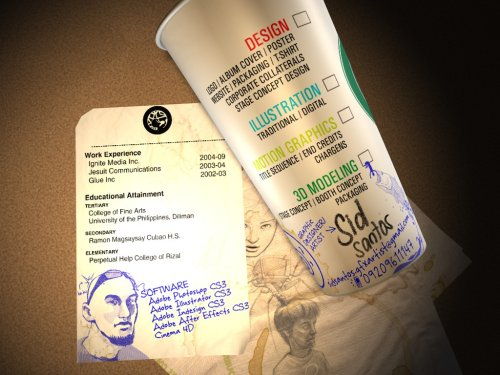 Work Experience
Ignite Media Inc. 2004-09
Jesuit Communications 2003-04
Glue Inc 2002-03
Educational Attainment
TERTIARY
College of Fine Arts
University of the Philippines, Diliman
SECONDARY
Ramon Magsaysay Cubao H.S.
ELEMENTARY
Perpetual Help College of Rizal
SOFTWARE
Adobe Photoshop CS3
Adobe Illustrator CS3
Adobe Indesign CS3
Adobe After Effects CS3
Cinema 4D
DESIGN
LOGO / ALBUM COVER / POSTER
WEBSITE / PACKAGING / T-SHIRT
CORPORATE COLLATERALS
STAGE CONCEPT DESIGN
ILLUSTRATION
TRADITIONAL / DIGITAL
MOTION GRAPHICS
TITLE SEQUENCE / END CREDITS
CHARGENS
3D MODELING
STAGE CONCEPT / BOOTH CONCEPT
PACKAGING
GRAPHIC
DESIGNER/
ARTIST
Sid
Santos
09209611147